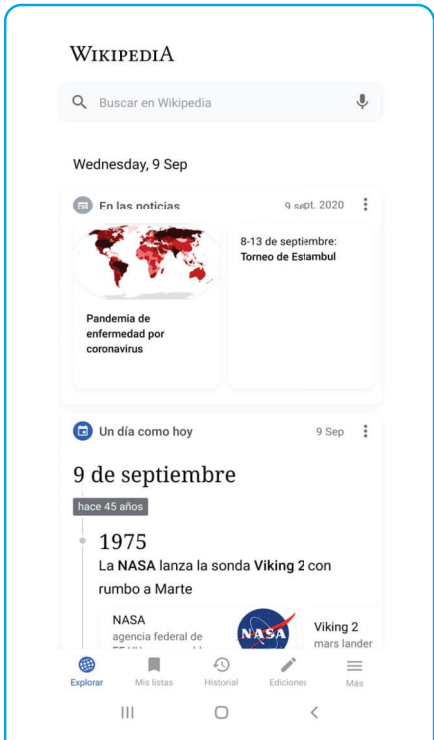 WIKIPEDIA
Buscar en Wikipedia
Wednesday, 9 Sep
En las noticias
9 sept. 2020
8-13 de septiembre:
Torneo de Estambul
Pandemia de
enfermedad por
coronavirus
Un día como hoy
9 Sep
9 de septiembre
hace 45 años
1975
La NASA lanza la sonda Viking 2 con
rumbo a Marte
NASA
agencia federal de
NASA
Viking 2
mars lander
Explorar
Mis listas
Historial
Ediciones
Más